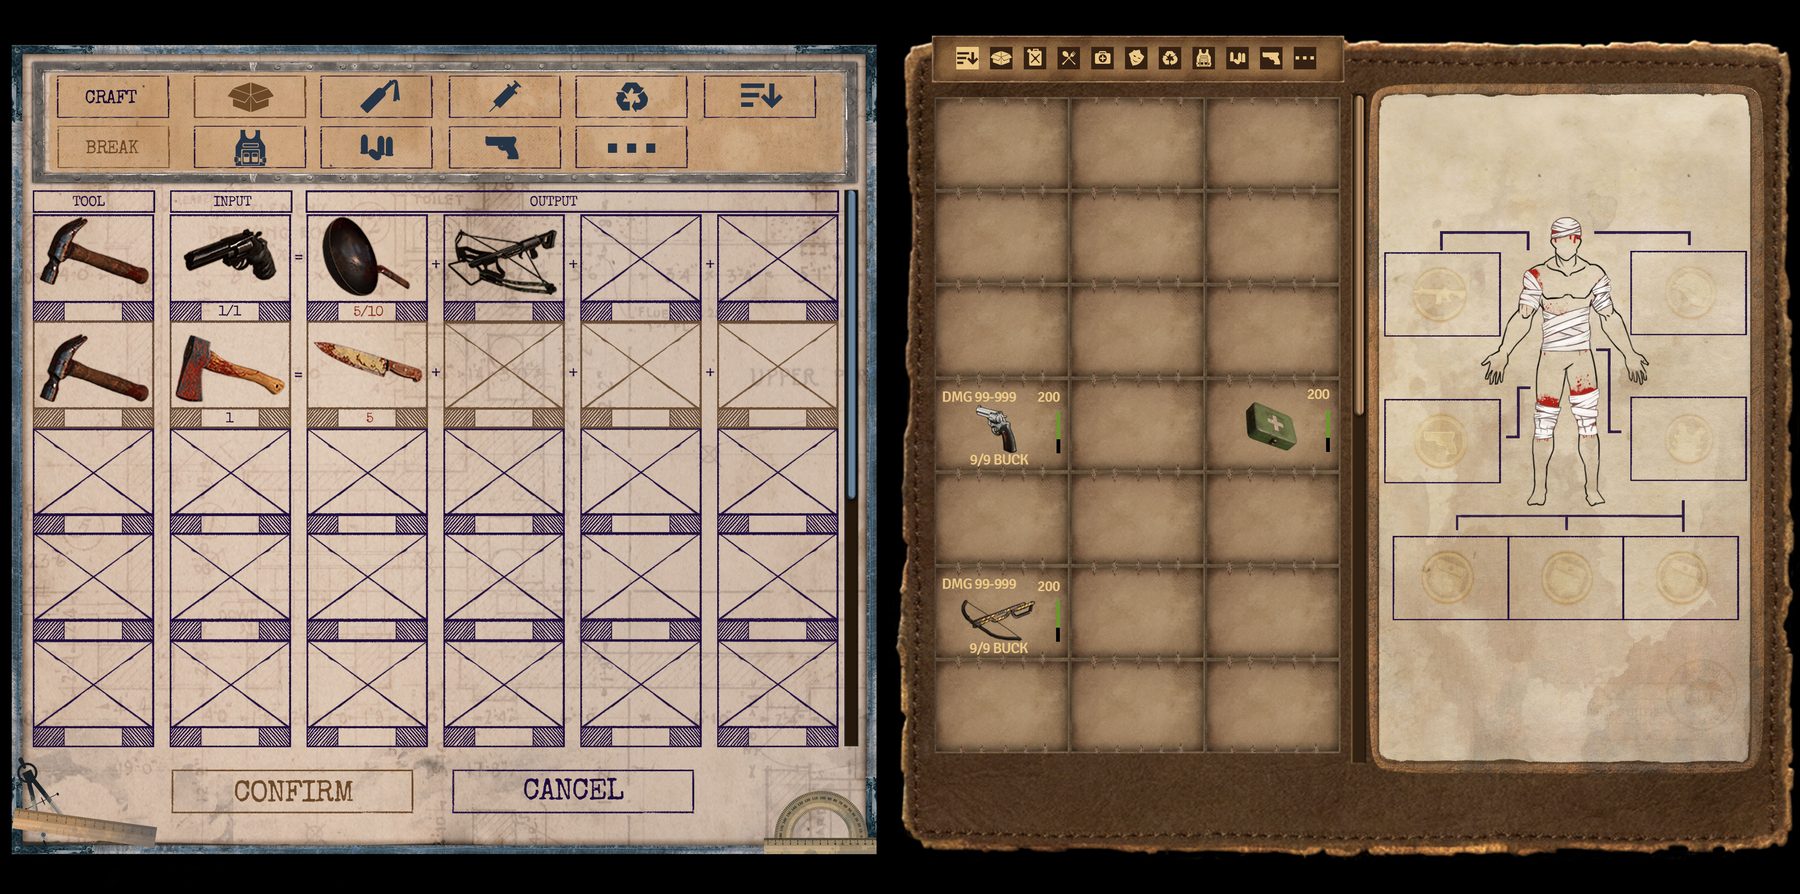 CRAFT
BREAK
TOOL INPUT OUTPUT
= + + +
1/1 5/10
= + + +
1 5
CONFIRM CANCEL
DMG 99-999 200
9/9 BUCK
200
DMG 99-999 200
9/9 BUCK